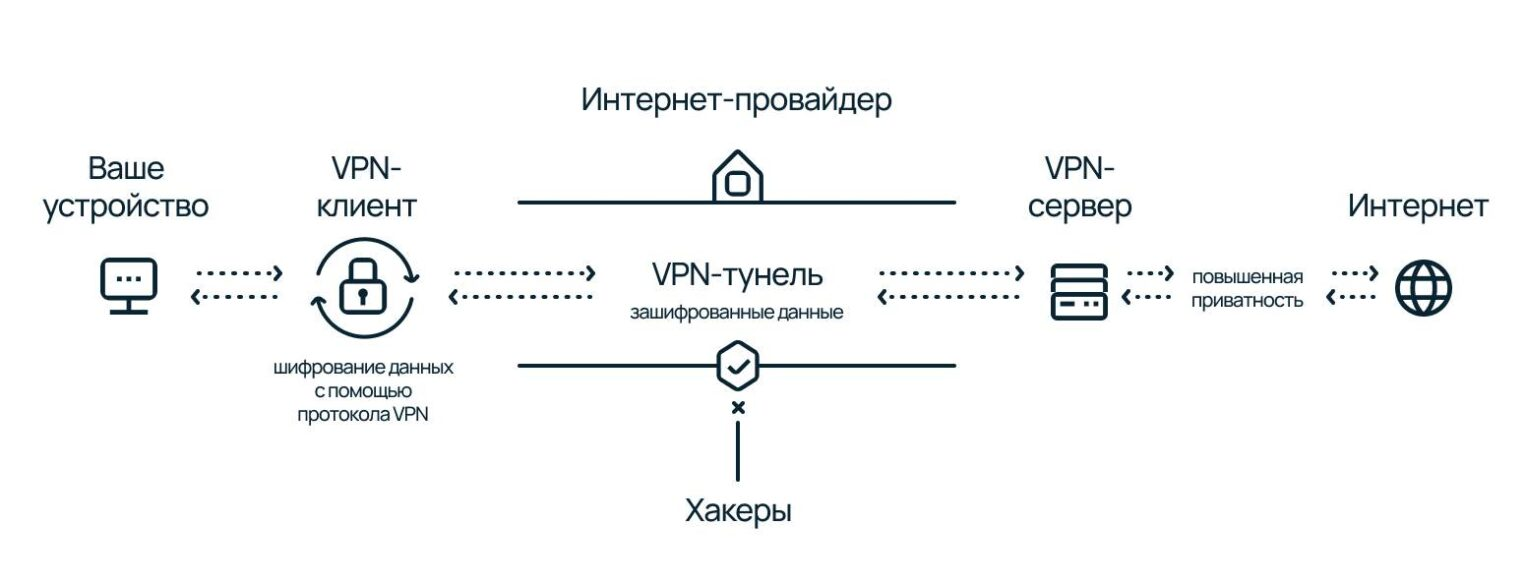 Интернет-провайдер
Ваше
устройство
VPN-
клиент
VPN-
сервер
Интернет
VPN-тунель
зашифрованные данные
повышенная
приватность
шифрование данных
с помощью
протокола VPN
Хакеры